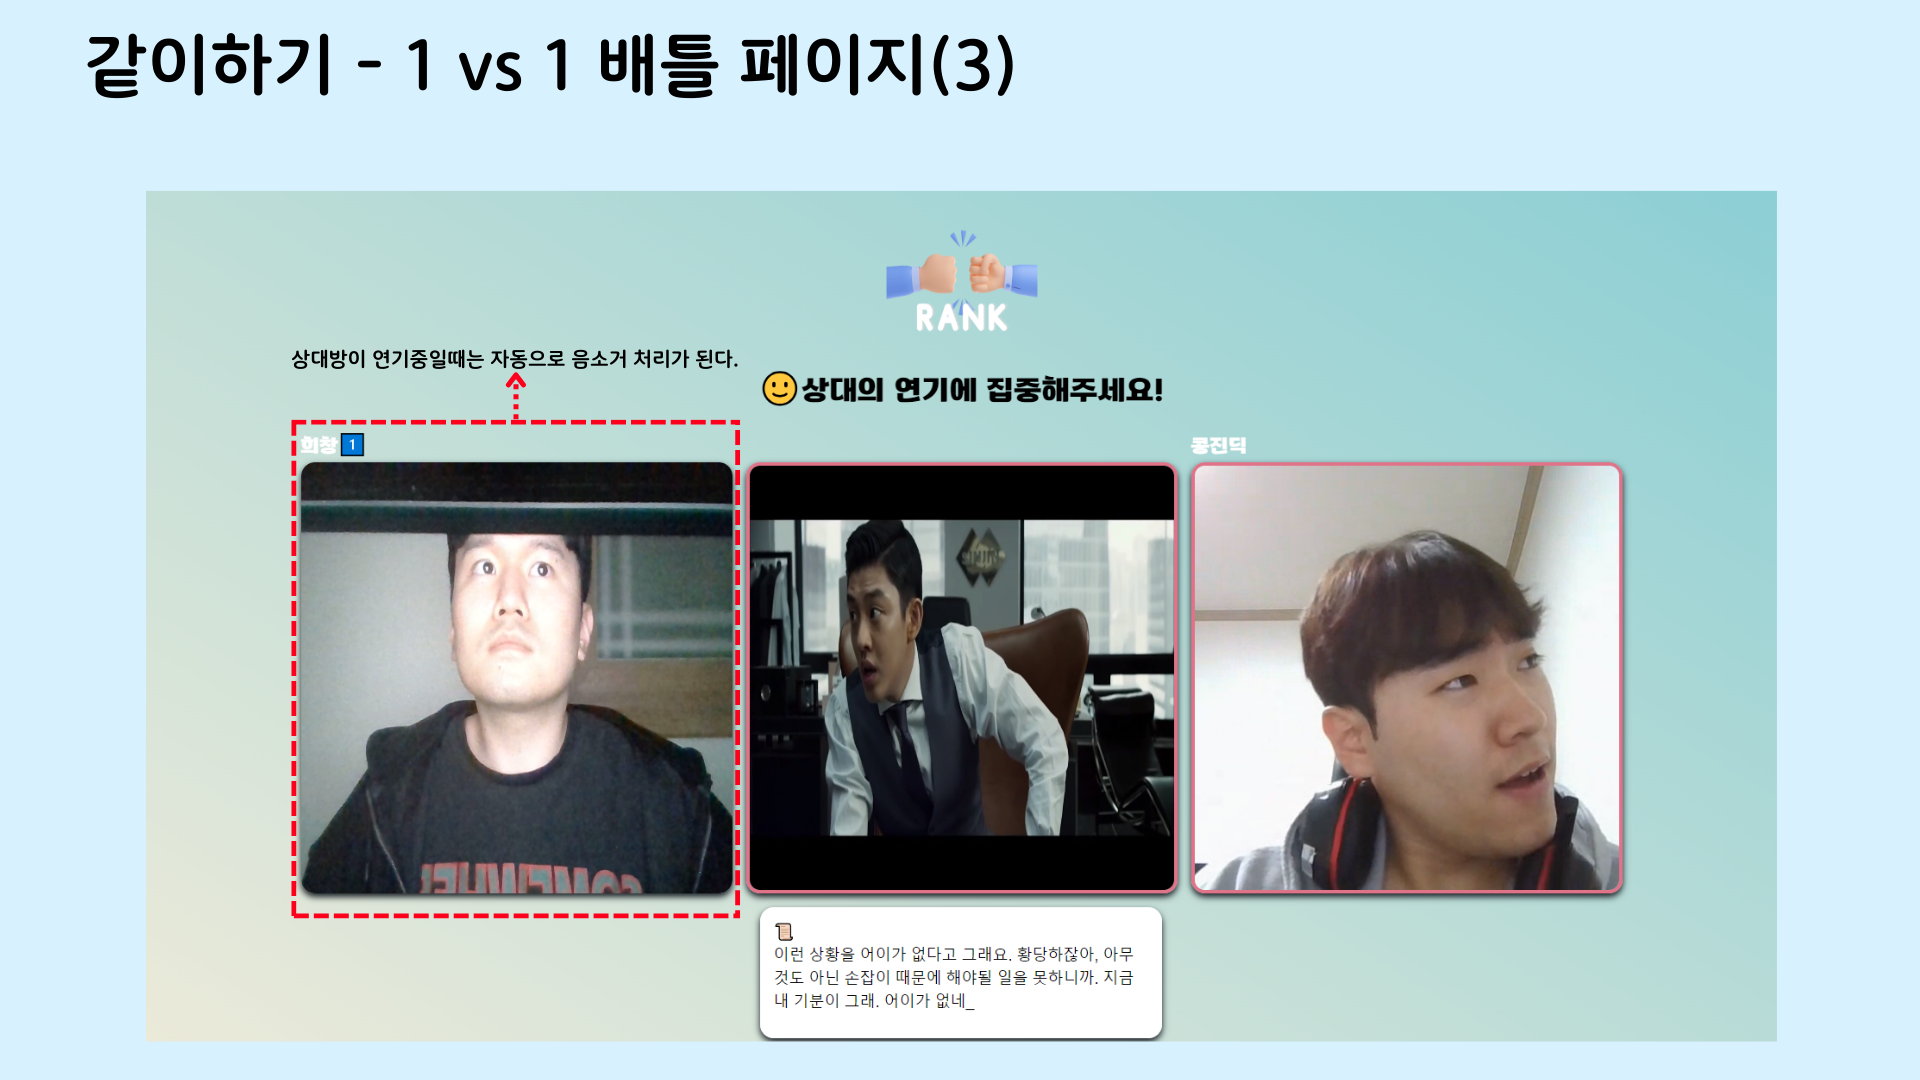 같이하기 - 1 vs 1 배틀 페이지(3)
RANK
상대방이 연기중일때는 자동으로 음소거 처리가 된다.
🙂상대의 연기에 집중해주세요!
희창 1
콩진딕
📜
이런 상황을 어이가 없다고 그래요. 황당하잖아, 아무
것도 아닌 손잡이 때문에 해야될 일을 못하니까. 지금
내 기분이 그래. 어이가 없네_